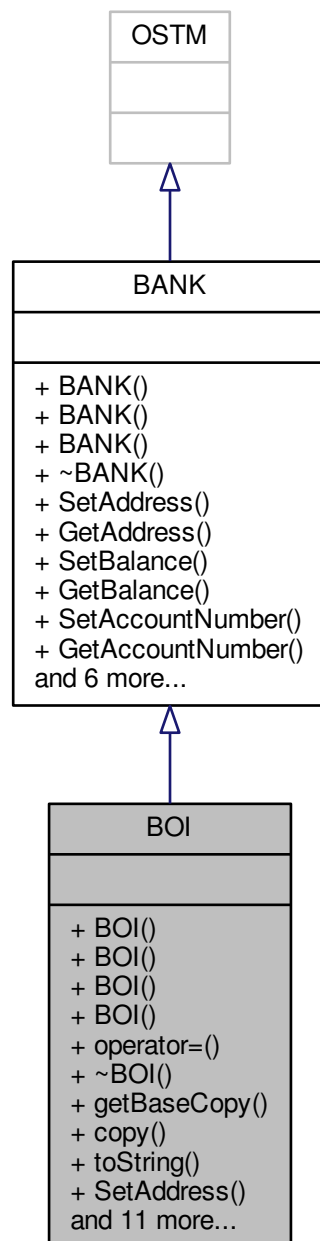 OSTM
BANK
+ BANK()
+ BANK()
+ BANK()
+ ~BANK()
+ SetAddress()
+ GetAddress()
+ SetBalance()
+ GetBalance()
+ SetAccountNumber()
+ GetAccountNumber()
and 6 more...
BOI
+ BOI()
+ BOI()
+ BOI()
+ BOI()
+ operator=()
+ ~BOI()
+ getBaseCopy()
+ copy()
+ toString()
+ SetAddress()
and 11 more...